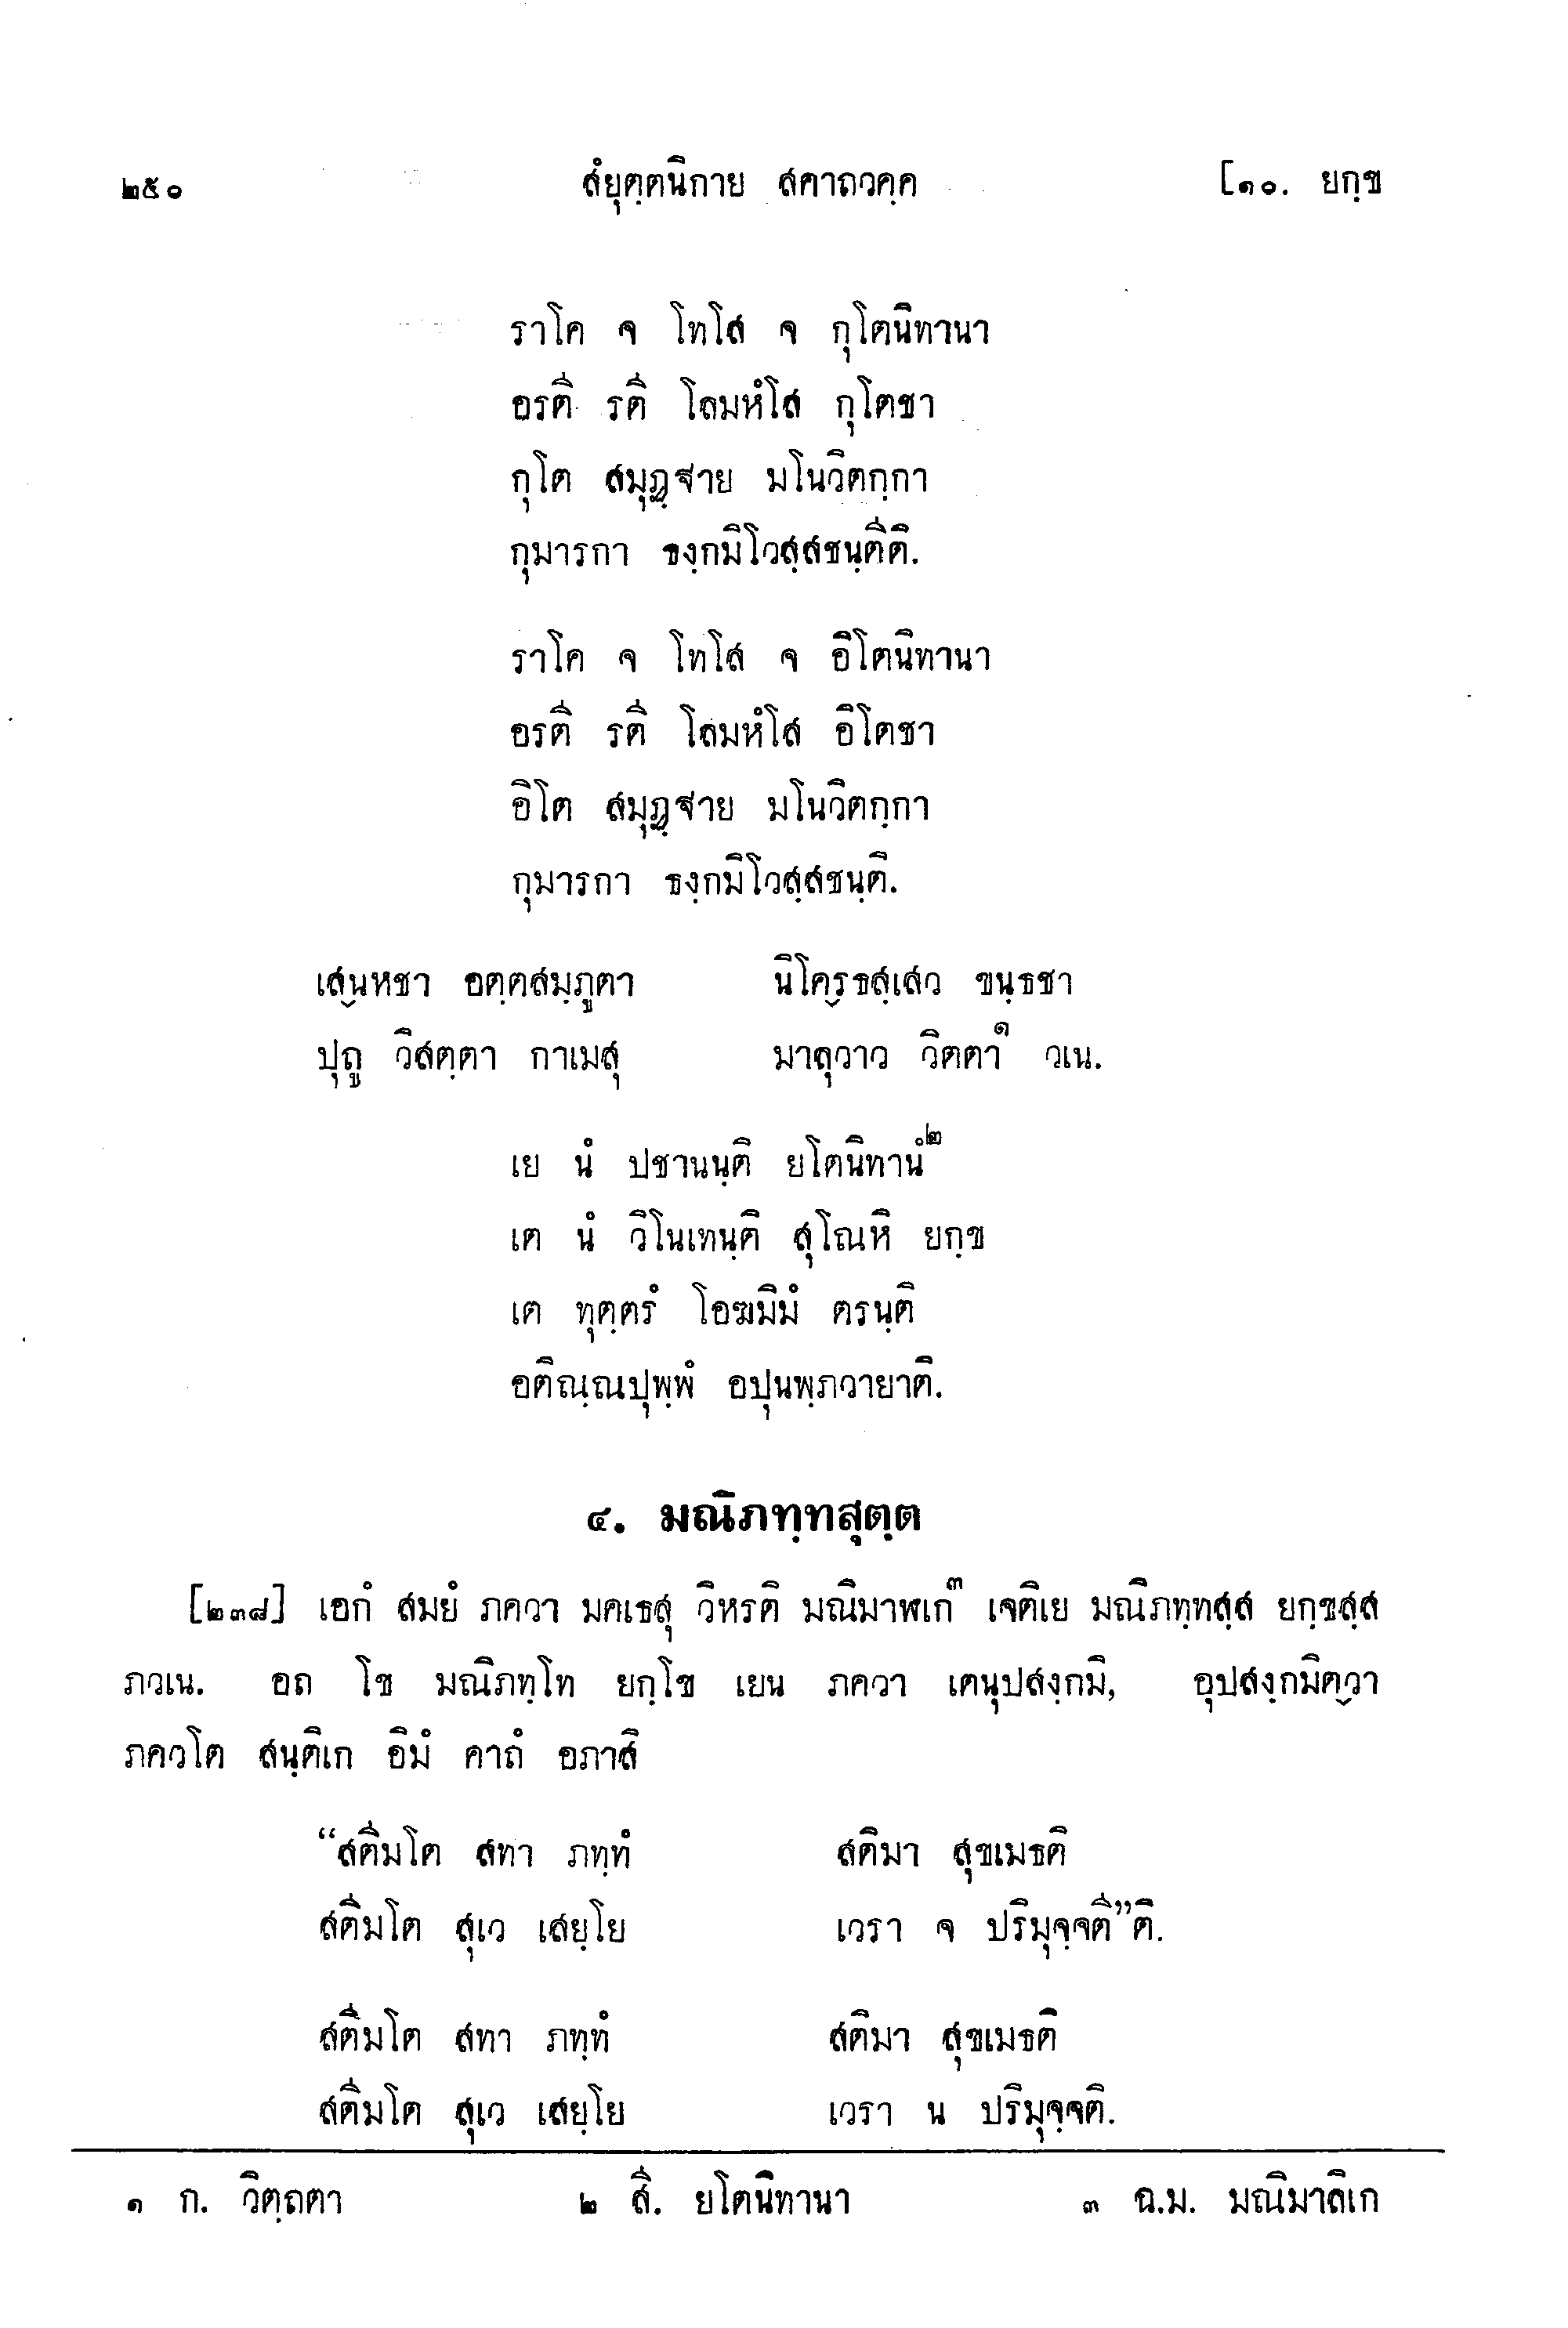 ๒๕๐ สํยุตฺตนิกาย สคาถวคฺค [๑๐. ยกฺข
ราโค จ โทโส จ กุโตนิทานา
อรตี รตี โลมหํโส กุโตชา
กุโต สมุฏฺฐาย มโนวิตกฺกา
กุมารกา ธงฺกมิโวสฺสชนฺตีติ.
ราโค จ โทโส จ อิโตนิทานา
อรตี รตี โลมหํโส อิโตชา
อิโต สมุฏฺฐาย มโนวิตกฺกา
กุมารกา ธงฺกมิโวสฺสชนฺติ.
เส๎นหชา อตฺตสมฺภูตา นิโค๎รธสฺเสว ขนฺธชา
ปุถู วิสตฺตา กาเมสุ มาลุวาว วิตตา๑ วเน.
เย นํ ปชานนฺติ ยโตนิทานํ๒
เต นํ วิโนเทนฺติ สุโณหิ ยกฺข
เต ทุตฺตรํ โอฆมิมํ ตรนฺติ
อติณฺณปุพฺพํ อปุนพฺภวายาติ.
๔. มณิภทฺทสุตฺต
[๒๓๘] เอกํ สมยํ ภควา มคเธสุ วิหรติ มณิมาฬเก๓ เจติเย มณิภทฺทสฺส ยกฺขสฺส
ภวเน. อถ โข มณิภทฺโท ยกฺโข เยน ภควา เตนุปสงฺกมิ, อุปสงฺกมิต๎วา
ภควโต สนฺติเก อิมํ คาถํ อภาสิ
“สตีมโต สทา ภทฺทํ สติมา สุขเมธติ
สตีมโต สุเว เสยฺโย เวรา จ ปริมุจฺจตี”ติ.
สตีมโต สทา ภทฺทํ สติมา สุขเมธติ
สตีมโต สุเว เสยฺโย เวรา น ปริมุจฺจติ.
๑ ก. วิตฺถตา ๒ สี. ยโตนิทานา ๓ ฉ.ม. มณิมาลิเก